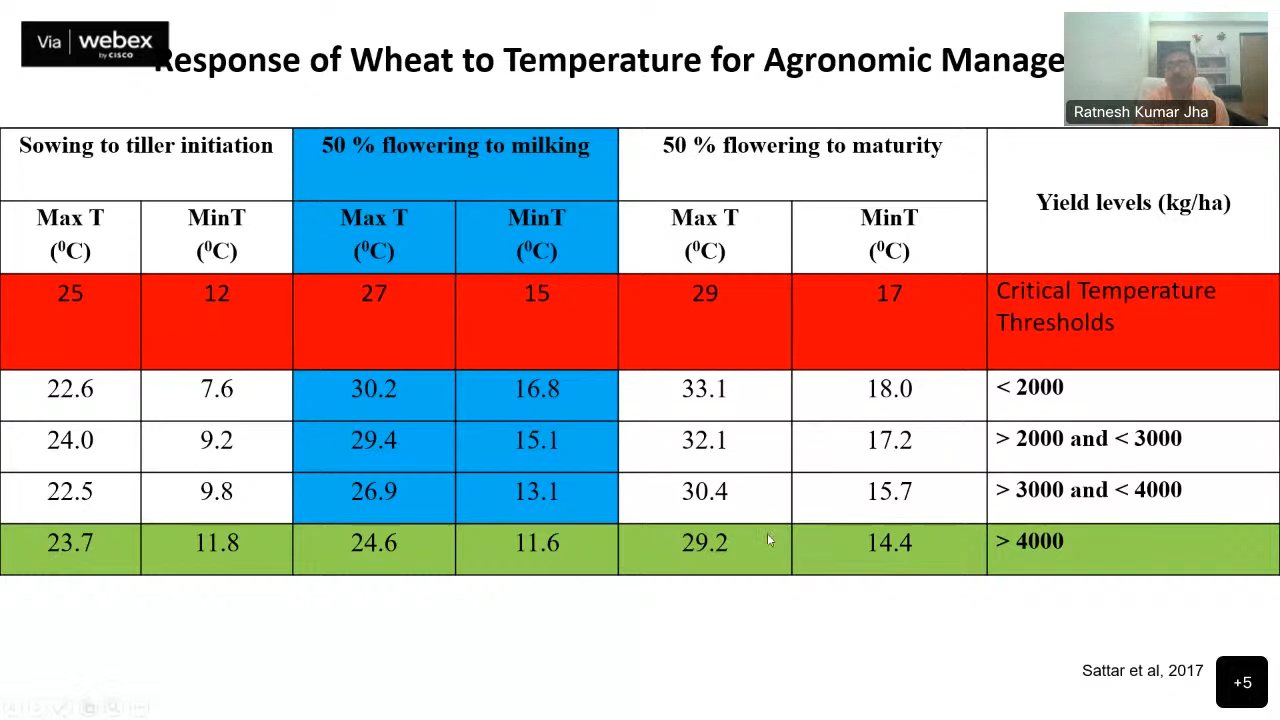 Via webex
by CISCO
Response of Wheat to Temperature for Agronomic Manage
Ratnesh Kumar Jha
Sowing to tiller initiation 50 % flowering to milking 50 % flowering to maturity Yield levels (kg/ha)
Max T (⁰C) MinT (⁰C) Max T (⁰C) MinT (⁰C) Max T (⁰C) MinT (⁰C)
25 12 27 15 29 17 Critical Temperature Thresholds
22.6 7.6 30.2 16.8 33.1 18.0 < 2000
24.0 9.2 29.4 15.1 32.1 17.2 > 2000 and < 3000
22.5 9.8 26.9 13.1 30.4 15.7 > 3000 and < 4000
23.7 11.8 24.6 11.6 29.2 14.4 > 4000
Sattar et al, 2017
+5